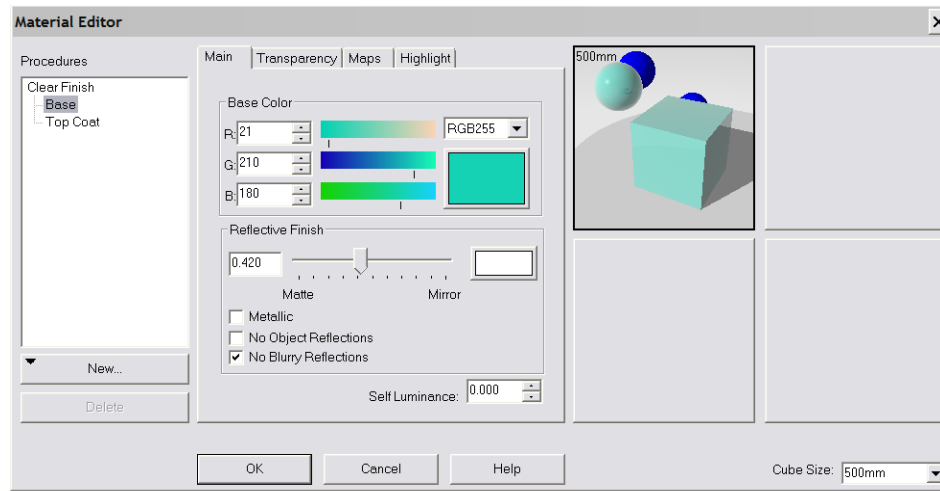 Material Editor
Procedures
Clear Finish
Base
Top Coat
New...
Delete
Main Transparency Maps Highlight
Base Color
R: 21
RGB255
G: 210
B: 180
Reflective Finish
0.420
Matte Mirror
Metallic
No Object Reflections
No Blurry Reflections
Self Luminance: 0.000
500mm
OK Cancel Help
Cube Size: 500mm